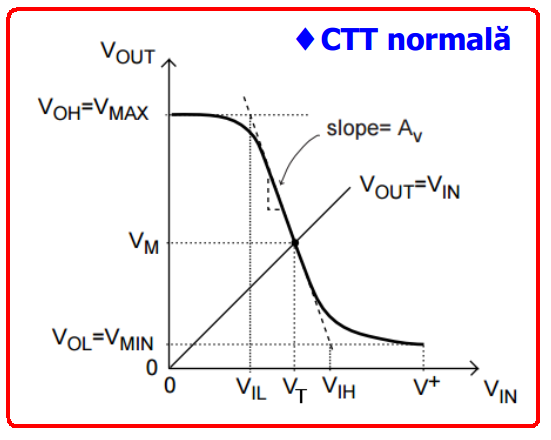 ♦ CTT normală
VOUT
VOH=VMAX
slope= Av
VOUT=VIN
VM
VOL=VMIN
0
0
VIL
VT
VIH
V+
VIN